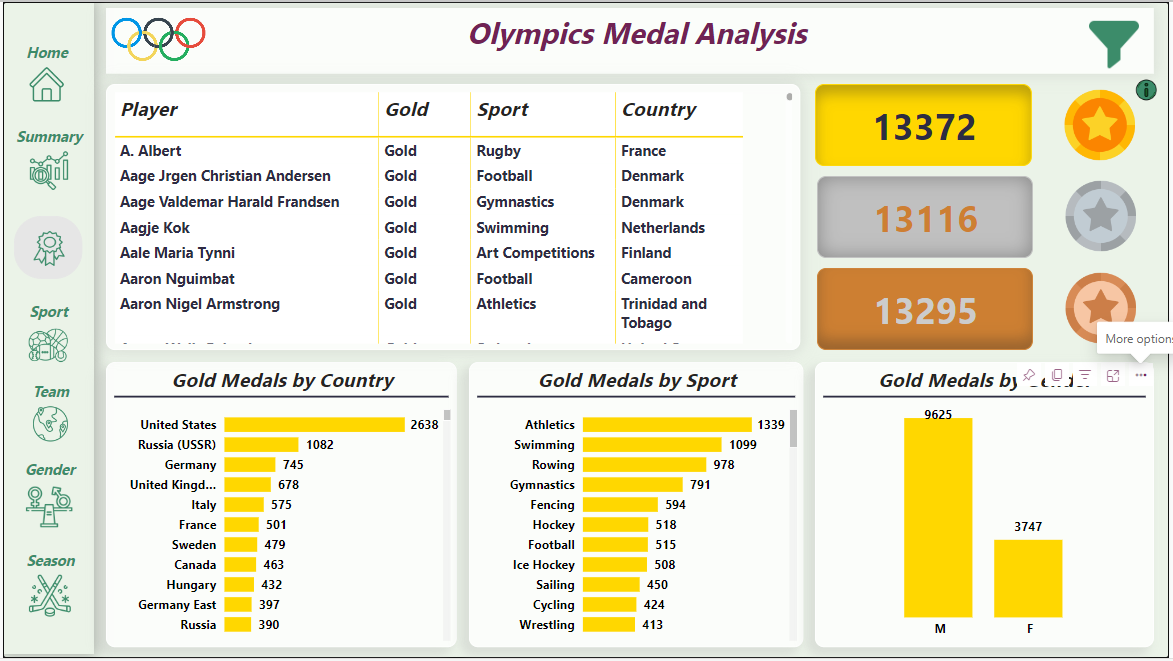 Olympics Medal Analysis
Home
Summary
Sport
Team
Gender
Season
Player Gold Sport Country
A. Albert Gold Rugby France
Aage Jrgen Christian Andersen Gold Football Denmark
Aage Valdemar Harald Frandsen Gold Gymnastics Denmark
Aagje Kok Gold Swimming Netherlands
Aale Maria Tynni Gold Art Competitions Finland
Aaron Nguimbat Gold Football Cameroon
Aaron Nigel Armstrong Gold Athletics Trinidad and
Tobago
13372
13116
13295
More options
Gold Medals by Country
United States 2638
Russia (USSR) 1082
Germany 745
United Kingd... 678
Italy 575
France 501
Sweden 479
Canada 463
Hungary 432
Germany East 397
Russia 390
Gold Medals by Sport
Athletics 1339
Swimming 1099
Rowing 978
Gymnastics 791
Fencing 594
Hockey 518
Football 515
Ice Hockey 508
Sailing 450
Cycling 424
Wrestling 413
Gold Medals by
9625
3747
M F